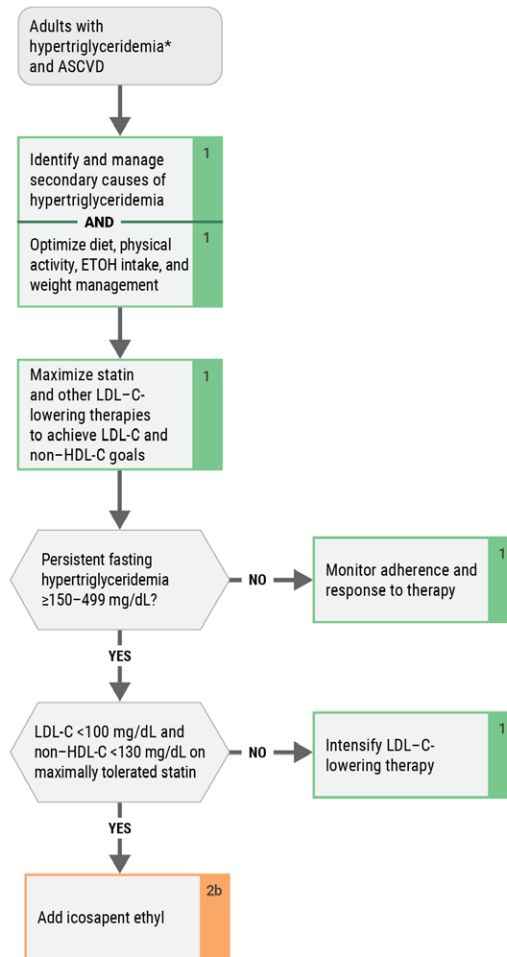 Adults with
hypertriglyceridemia*
and ASCVD
1
Identify and manage
secondary causes of
hypertriglyceridemia
AND
1
Optimize diet, physical
activity, ETOH intake, and
weight management
1
Maximize statin
and other LDL–C-
lowering therapies
to achieve LDL-C and
non–HDL-C goals
Persistent fasting
hypertriglyceridemia
≥150–499 mg/dL?
NO
1
Monitor adherence and
response to therapy
YES
LDL-C <100 mg/dL and
non–HDL-C <130 mg/dL on
maximally tolerated statin
NO
1
Intensify LDL–C-
lowering therapy
YES
2b
Add icosapent ethyl